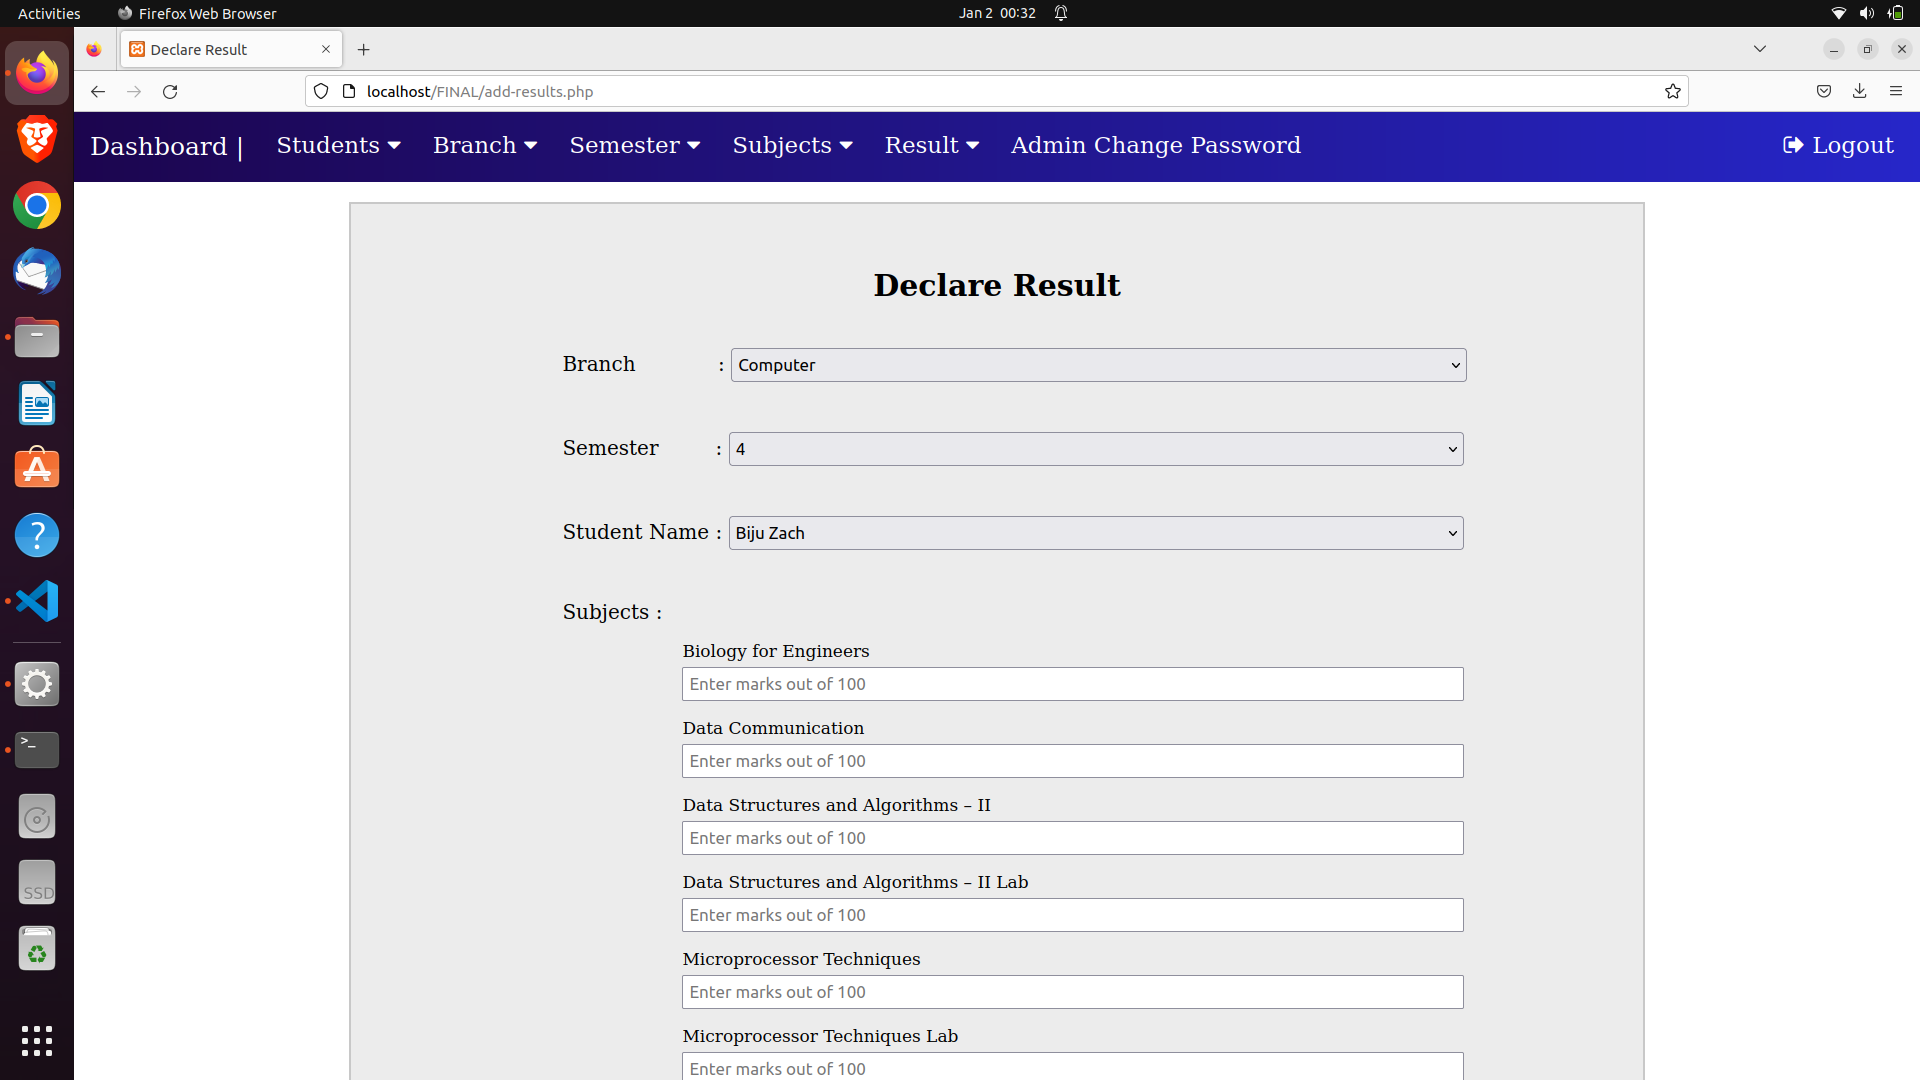 Activities Firefox Web Browser Jan 2 00:32
Declare Result
localhost/FINAL/add-results.php
Dashboard | Students Branch Semester Subjects Result Admin Change Password Logout
Declare Result
Branch : Computer
Semester : 4
Student Name : Biju Zach
Subjects :
Biology for Engineers
Enter marks out of 100
Data Communication
Enter marks out of 100
Data Structures and Algorithms – II
Enter marks out of 100
Data Structures and Algorithms – II Lab
Enter marks out of 100
Microprocessor Techniques
Enter marks out of 100
Microprocessor Techniques Lab
Enter marks out of 100
>_
SSD